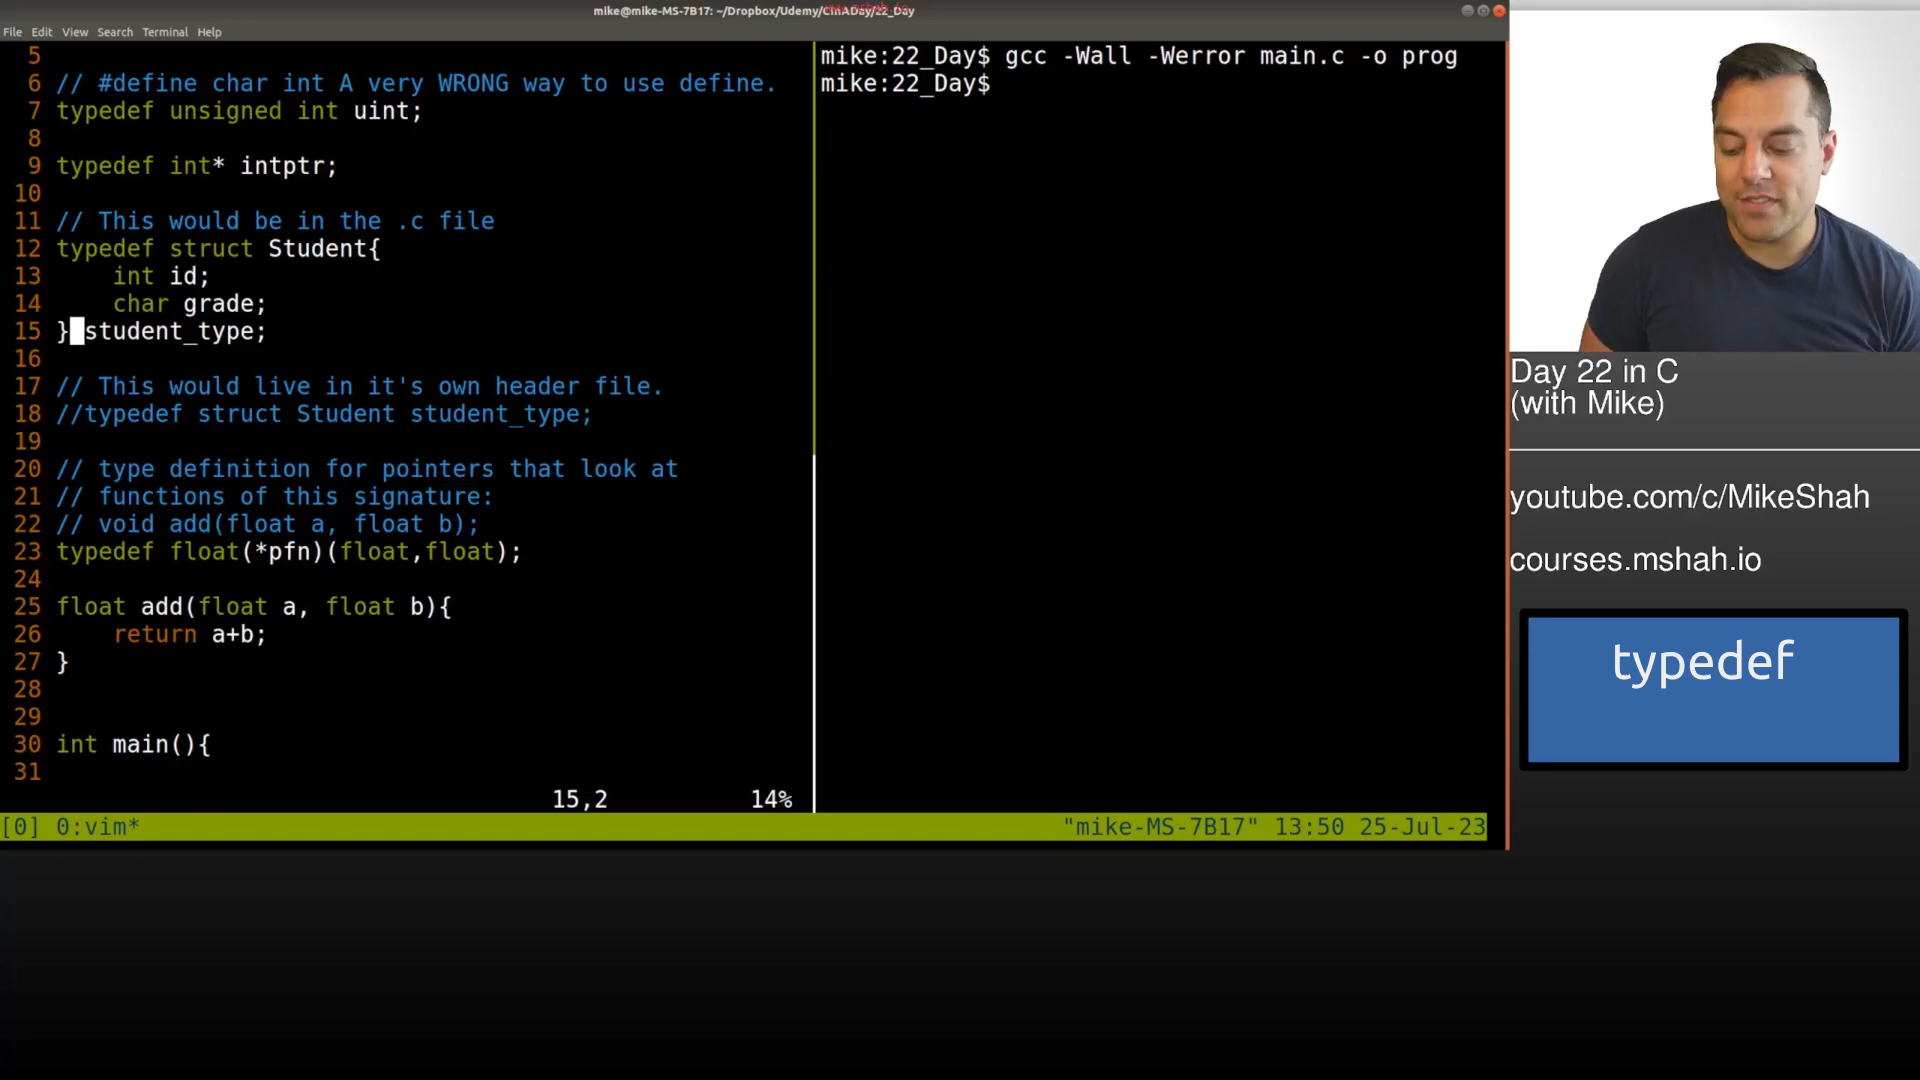 mike@mike-MS-7B17: ~/Dropbox/Udemy/CInADay/22_Day
File Edit View Search Terminal Help
5
6 // #define char int A very WRONG way to use define.
7 typedef unsigned int uint;
8
9 typedef int* intptr;
10
11 // This would be in the .c file
12 typedef struct Student{
13     int id;
14     char grade;
15 } student_type;
16
17 // This would live in it's own header file.
18 //typedef struct Student student_type;
19
20 // type definition for pointers that look at
21 // functions of this signature:
22 // void add(float a, float b);
23 typedef float(*pfn)(float,float);
24
25 float add(float a, float b){
26     return a+b;
27 }
28
29
30 int main(){
31
15,2 14%
mike:22_Day$ gcc -Wall -Werror main.c -o prog
mike:22_Day$
[0] 0:vim* "mike-MS-7B17" 13:50 25-Jul-23
Day 22 in C
(with Mike)
youtube.com/c/MikeShah
courses.mshah.io
typedef